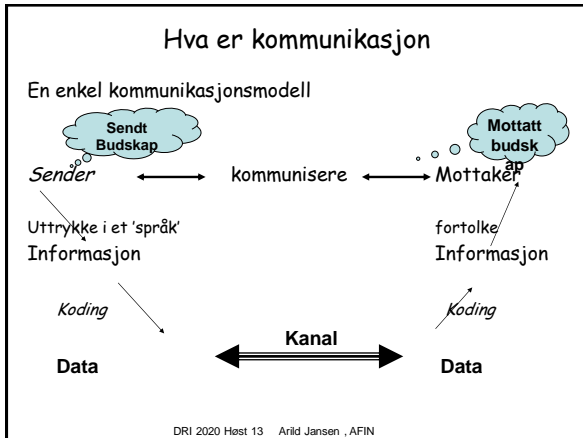 Hva er kommunikasjon
En enkel kommunikasjonsmodell
Sendt
Budskap
Mottatt
budsk
ap
Sender kommunisere Mottaker
Uttrykke i et 'språk' fortolke
Informasjon Informasjon
Koding Koding
Kanal
Data Data
DRI 2020 Høst 13 Arild Jansen , AFIN